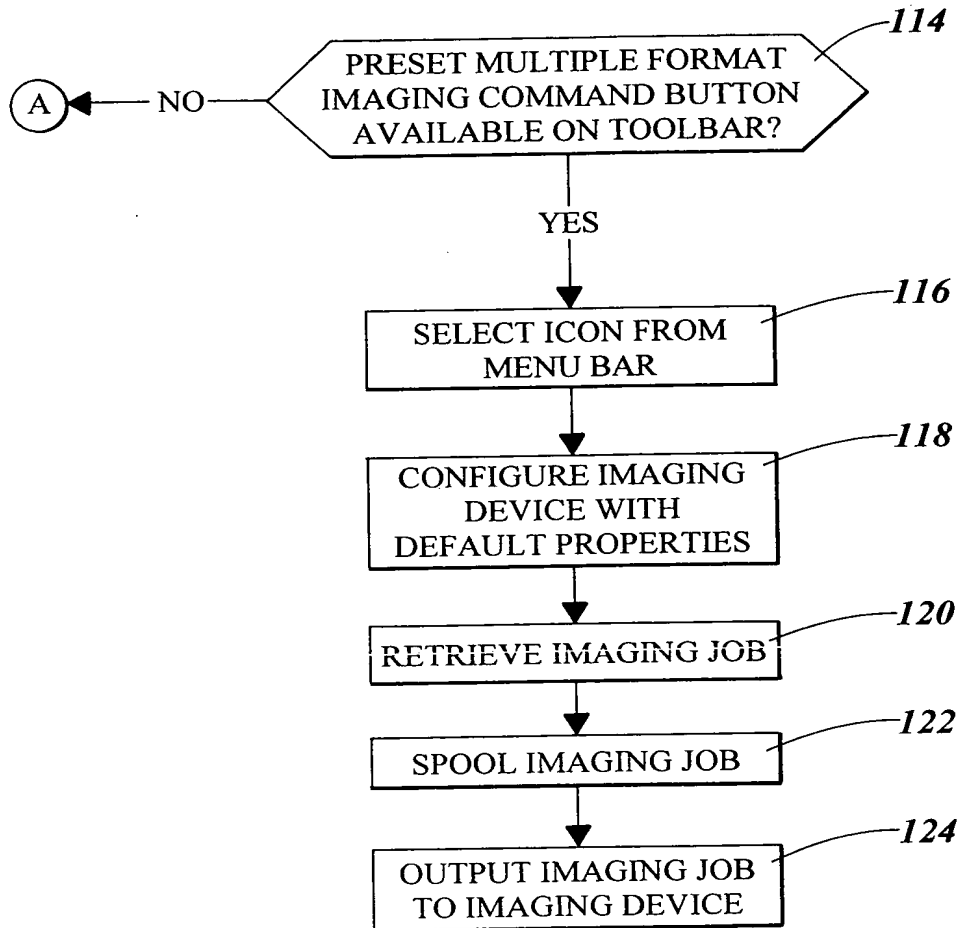 114
PRESET MULTIPLE FORMAT
IMAGING COMMAND BUTTON
AVAILABLE ON TOOLBAR?
A
NO
YES
116
SELECT ICON FROM
MENU BAR
118
CONFIGURE IMAGING
DEVICE WITH
DEFAULT PROPERTIES
120
RETRIEVE IMAGING JOB
122
SPOOL IMAGING JOB
124
OUTPUT IMAGING JOB
TO IMAGING DEVICE